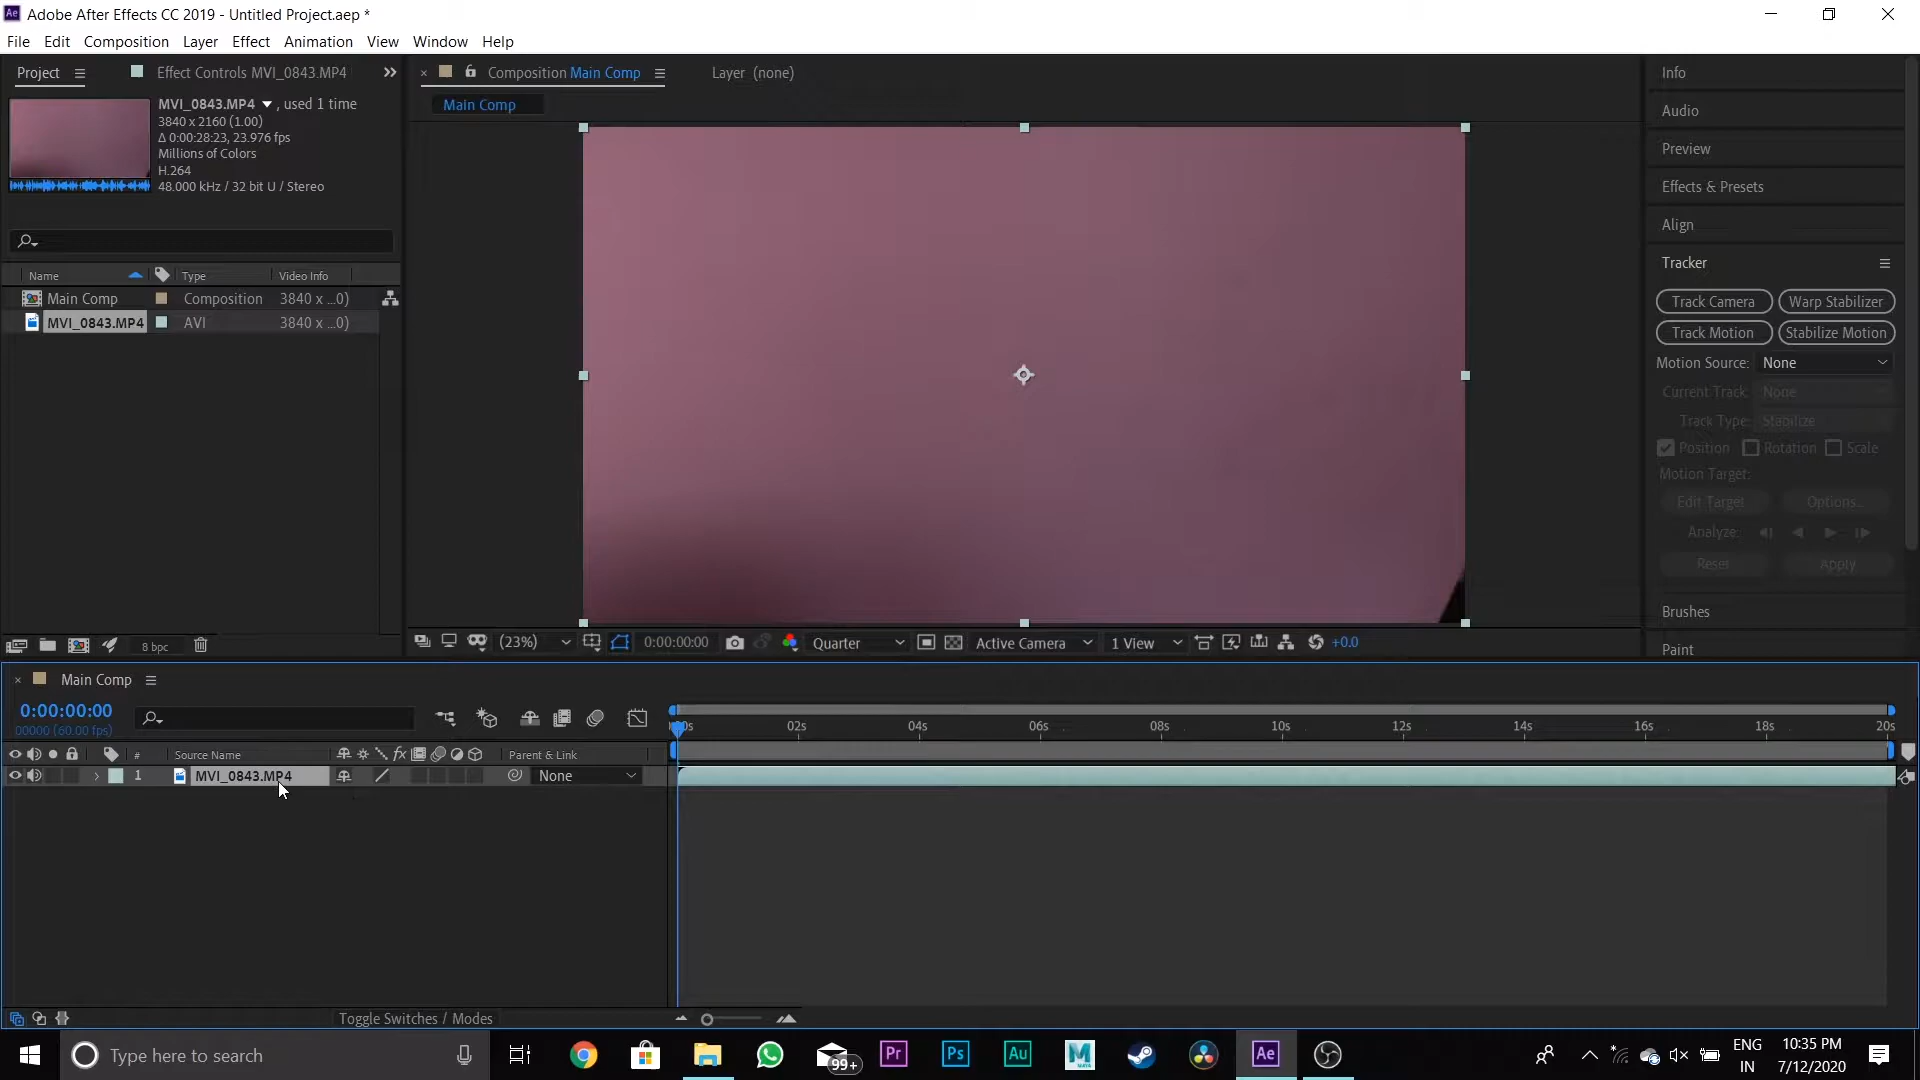 Adobe After Effects CC 2019 - Untitled Project.aep *
File Edit Composition Layer Effect Animation View Window Help
Project
Effect Controls MVI_0843.MP4
Composition Main Comp
Layer (none)
Main Comp
MVI_0843.MP4 , used 1 time
3840 x 2160 (1.00)
Δ 0:00:28:23, 23.976 fps
Millions of Colors
H.264
48.000 kHz / 32 bit U / Stereo
Name Type Video Info
Main Comp Composition 3840 x ...0)
MVI_0843.MP4 AVI 3840 x ...0)
8 bpc
(23%) 0:00:00:00 Quarter Active Camera 1 View +0.0
Info
Audio
Preview
Effects & Presets
Align
Tracker
Track Camera Warp Stabilizer
Track Motion Stabilize Motion
Motion Source: None
Current Track: None
Track Type: Stabilize
Position Rotation Scale
Motion Target:
Edit Target... Options...
Analyze:
Reset Apply
Brushes
Paint
Main Comp
0:00:00:00
00000 (60.00 fps)
02s 04s 06s 08s 10s 12s 14s 16s 18s 20s
# Source Name fx Parent & Link
1 MVI_0843.MP4 None
Toggle Switches / Modes
Type here to search
99+
Pr
Ps
Au
M
Ae
ENG
IN
10:35 PM
7/12/2020